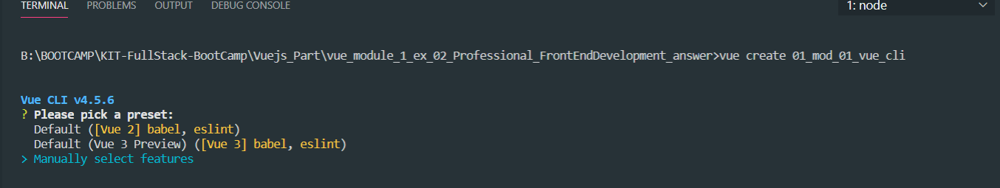 TERMINAL PROBLEMS OUTPUT DEBUG CONSOLE 1: node
B:\BOOTCAMP\KIT-FullStack-BootCamp\Vuejs_Part\vue_module_1_ex_02_Professional_FrontEndDevelopment_answer>vue create 01_mod_01_vue_cli
Vue CLI v4.5.6
? Please pick a preset:
Default ([Vue 2] babel, eslint)
Default (Vue 3 Preview) ([Vue 3] babel, eslint)
> Manually select features